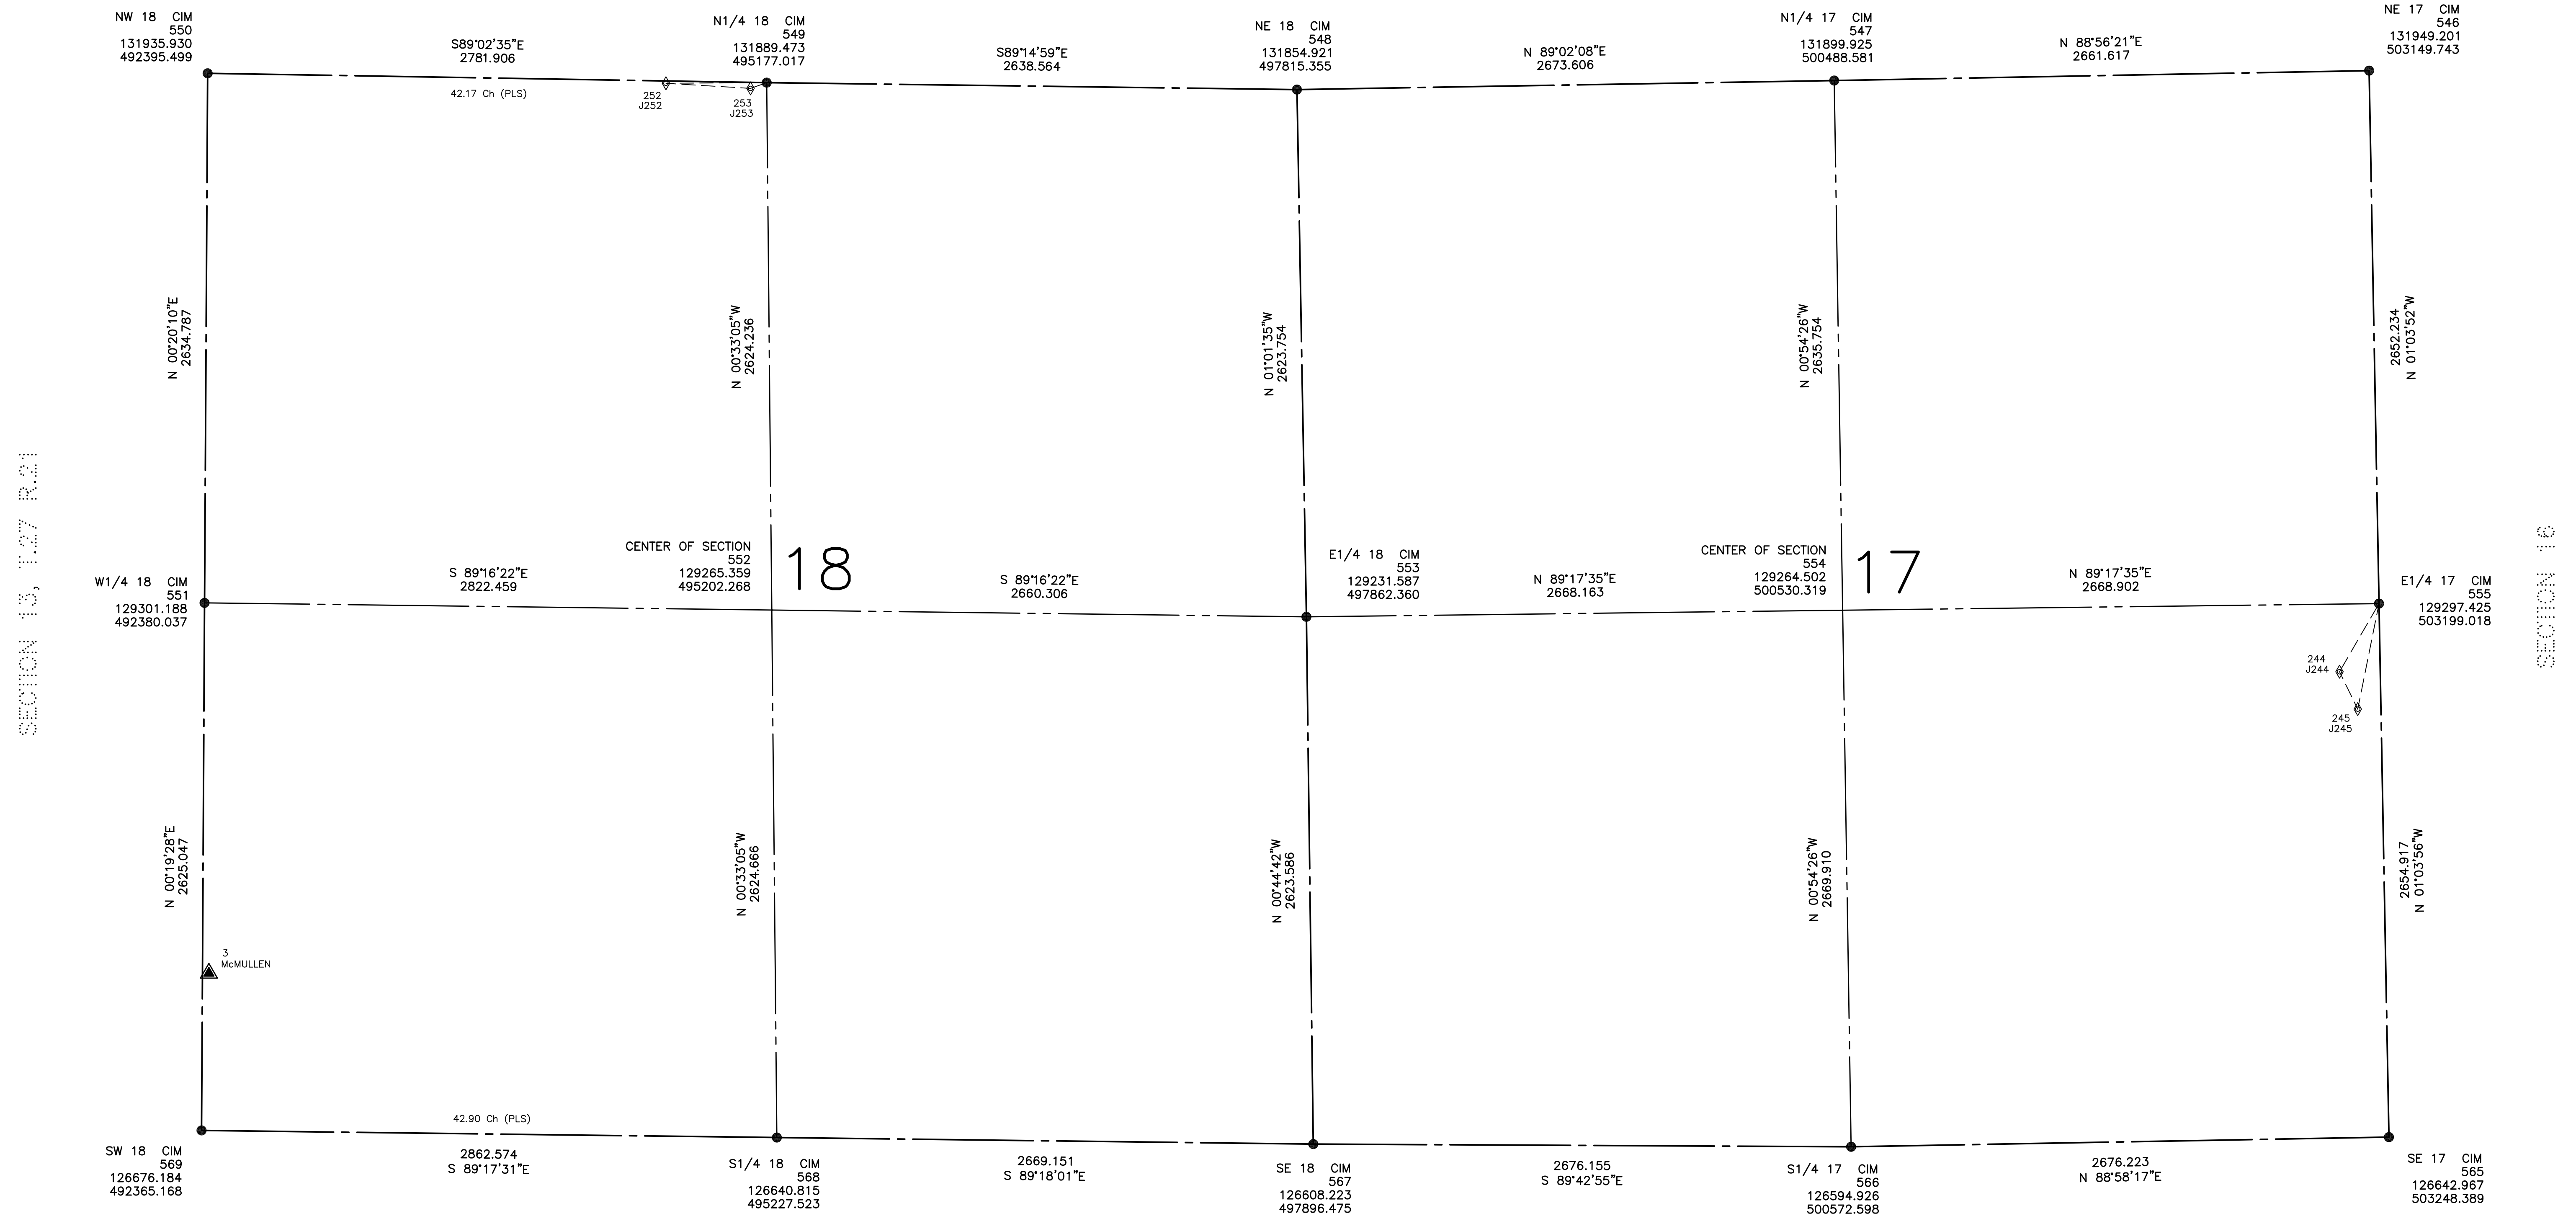 NW 18 CIM
550
131935.930
492395.499
S89°02'35"E
2781.906
42.17 Ch (PLS)
252
J252
253
J253
N1/4 18 CIM
549
131889.473
495177.017
S89°14'59"E
2638.564
NE 18 CIM
548
131854.921
497815.355
N 89°02'08"E
2673.606
N1/4 17 CIM
547
131899.925
500488.581
N 88°56'21"E
2661.617
NE 17 CIM
546
131949.201
503149.743
N 00°20'10"E
2634.787
N 00°33'05"W
2624.236
N 01°01'35"W
2623.754
N 00°54'26"W
2635.754
2652.234
N 01°03'52"W
SECTION 13, T.27 R.21
W1/4 18 CIM
551
129301.188
492380.037
S 89°16'22"E
2822.459
CENTER OF SECTION
552
129265.359
495202.268
18
S 89°16'22"E
2660.306
E1/4 18 CIM
553
129231.587
497862.360
N 89°17'35"E
2668.163
CENTER OF SECTION
554
129264.502
500530.319
17
N 89°17'35"E
2668.902
E1/4 17 CIM
555
129297.425
503199.018
SECTION 16
244
J244
245
J245
N 00°19'28"E
2625.047
N 00°33'05"W
2624.666
N 00°44'42"W
2623.586
N 00°54'26"W
2669.910
2654.917
N 01°03'56"W
3
McMULLEN
42.90 Ch (PLS)
SW 18 CIM
569
126676.184
492365.168
2862.574
S 89°17'31"E
S1/4 18 CIM
568
126640.815
495227.523
2669.151
S 89°18'01"E
SE 18 CIM
567
126608.223
497896.475
2676.155
S 89°42'55"E
S1/4 17 CIM
566
126594.926
500572.598
2676.223
N 88°58'17"E
SE 17 CIM
565
126642.967
503248.389